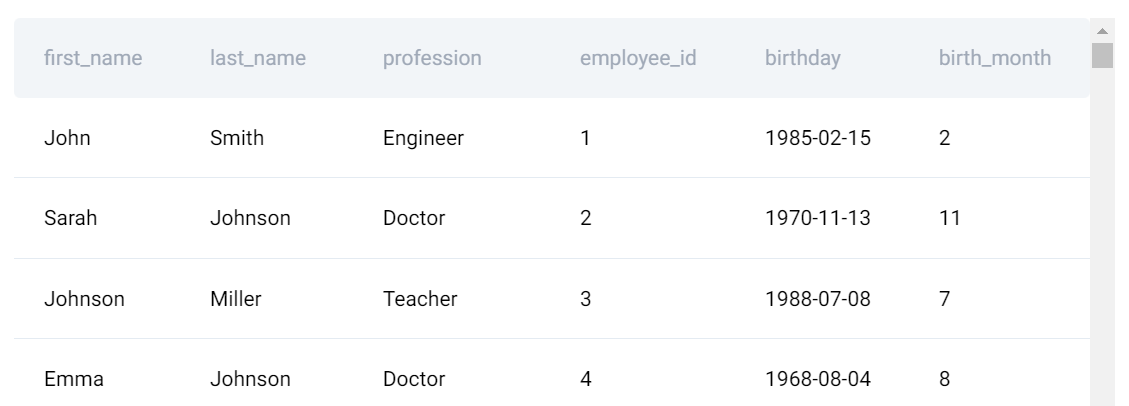 first_name last_name profession employee_id birthday birth_month
John Smith Engineer 1 1985-02-15 2
Sarah Johnson Doctor 2 1970-11-13 11
Johnson Miller Teacher 3 1988-07-08 7
Emma Johnson Doctor 4 1968-08-04 8